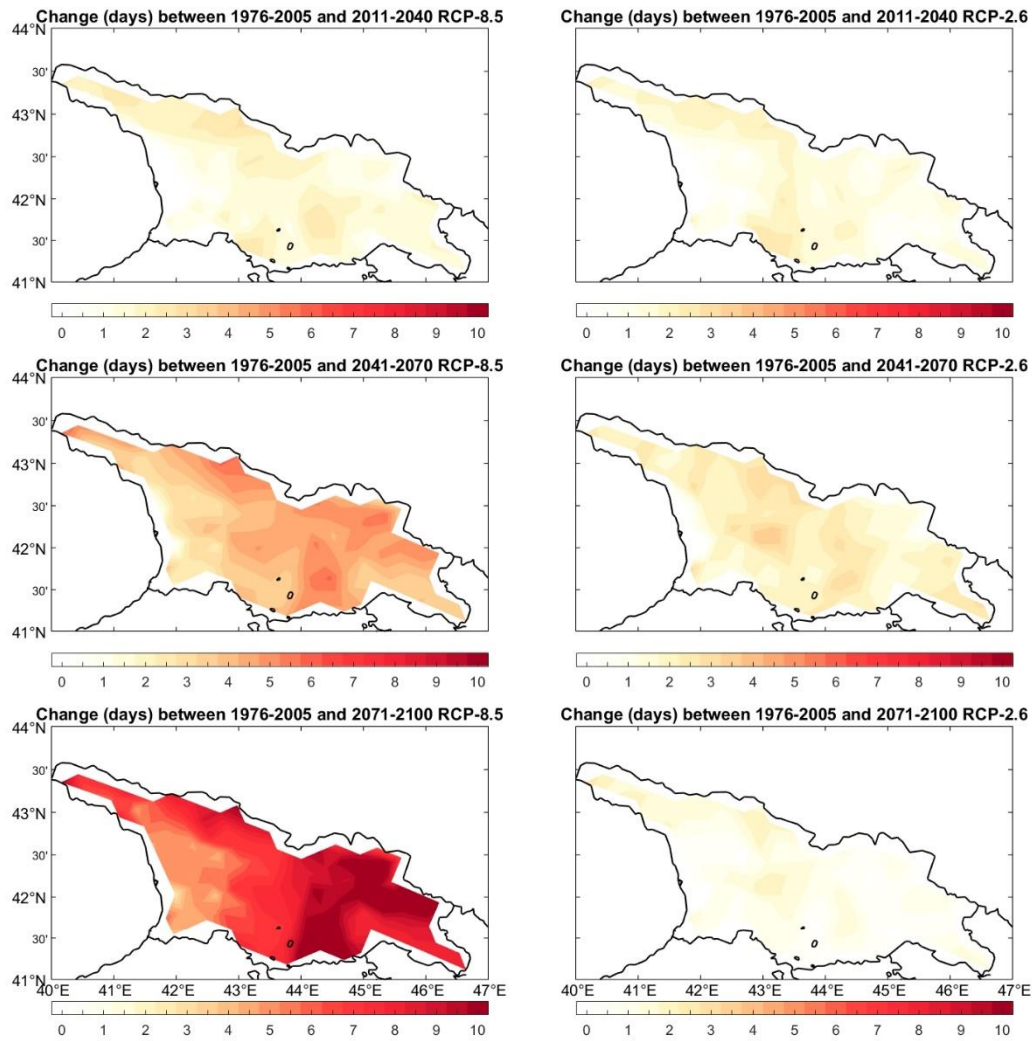 Change (days) between 1976-2005 and 2011-2040 RCP-8.5
44°N
30'
43°N
30'
42°N
30'
41°N
0 1 2 3 4 5 6 7 8 9 10
Change (days) between 1976-2005 and 2011-2040 RCP-2.6
0 1 2 3 4 5 6 7 8 9 10
Change (days) between 1976-2005 and 2041-2070 RCP-8.5
44°N
30'
43°N
30'
42°N
30'
41°N
0 1 2 3 4 5 6 7 8 9 10
Change (days) between 1976-2005 and 2041-2070 RCP-2.6
0 1 2 3 4 5 6 7 8 9 10
Change (days) between 1976-2005 and 2071-2100 RCP-8.5
44°N
30'
43°N
30'
42°N
30'
41°N
40°E 41°E 42°E 43°E 44°E 45°E 46°E 47°E
0 1 2 3 4 5 6 7 8 9 10
Change (days) between 1976-2005 and 2071-2100 RCP-2.6
40°E 41°E 42°E 43°E 44°E 45°E 46°E 47°E
0 1 2 3 4 5 6 7 8 9 10